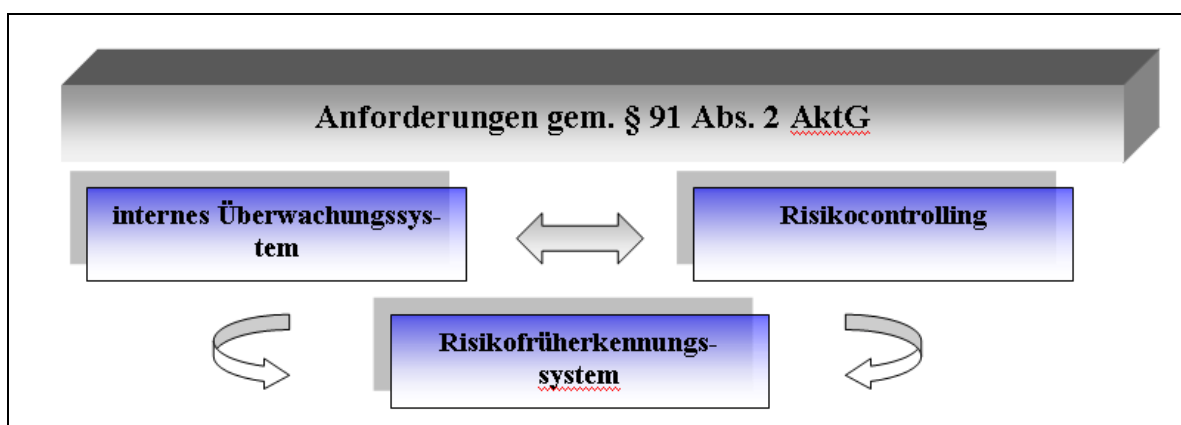 Anforderungen gem. § 91 Abs. 2 AktG
internes Überwachungssys-
tem
Risikocontrolling
Risikofrüherkennungs-
system